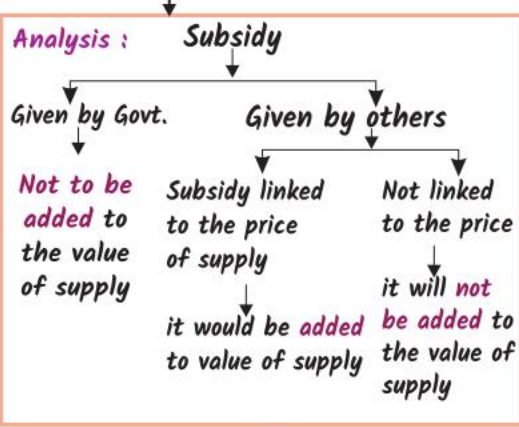 Analysis :
Subsidy
Given by Govt.
Given by others
Not to be
added to
the value
of supply
Subsidy linked
to the price
of supply
it would be added
to value of supply
Not linked
to the price
it will not
be added to
the value of
supply